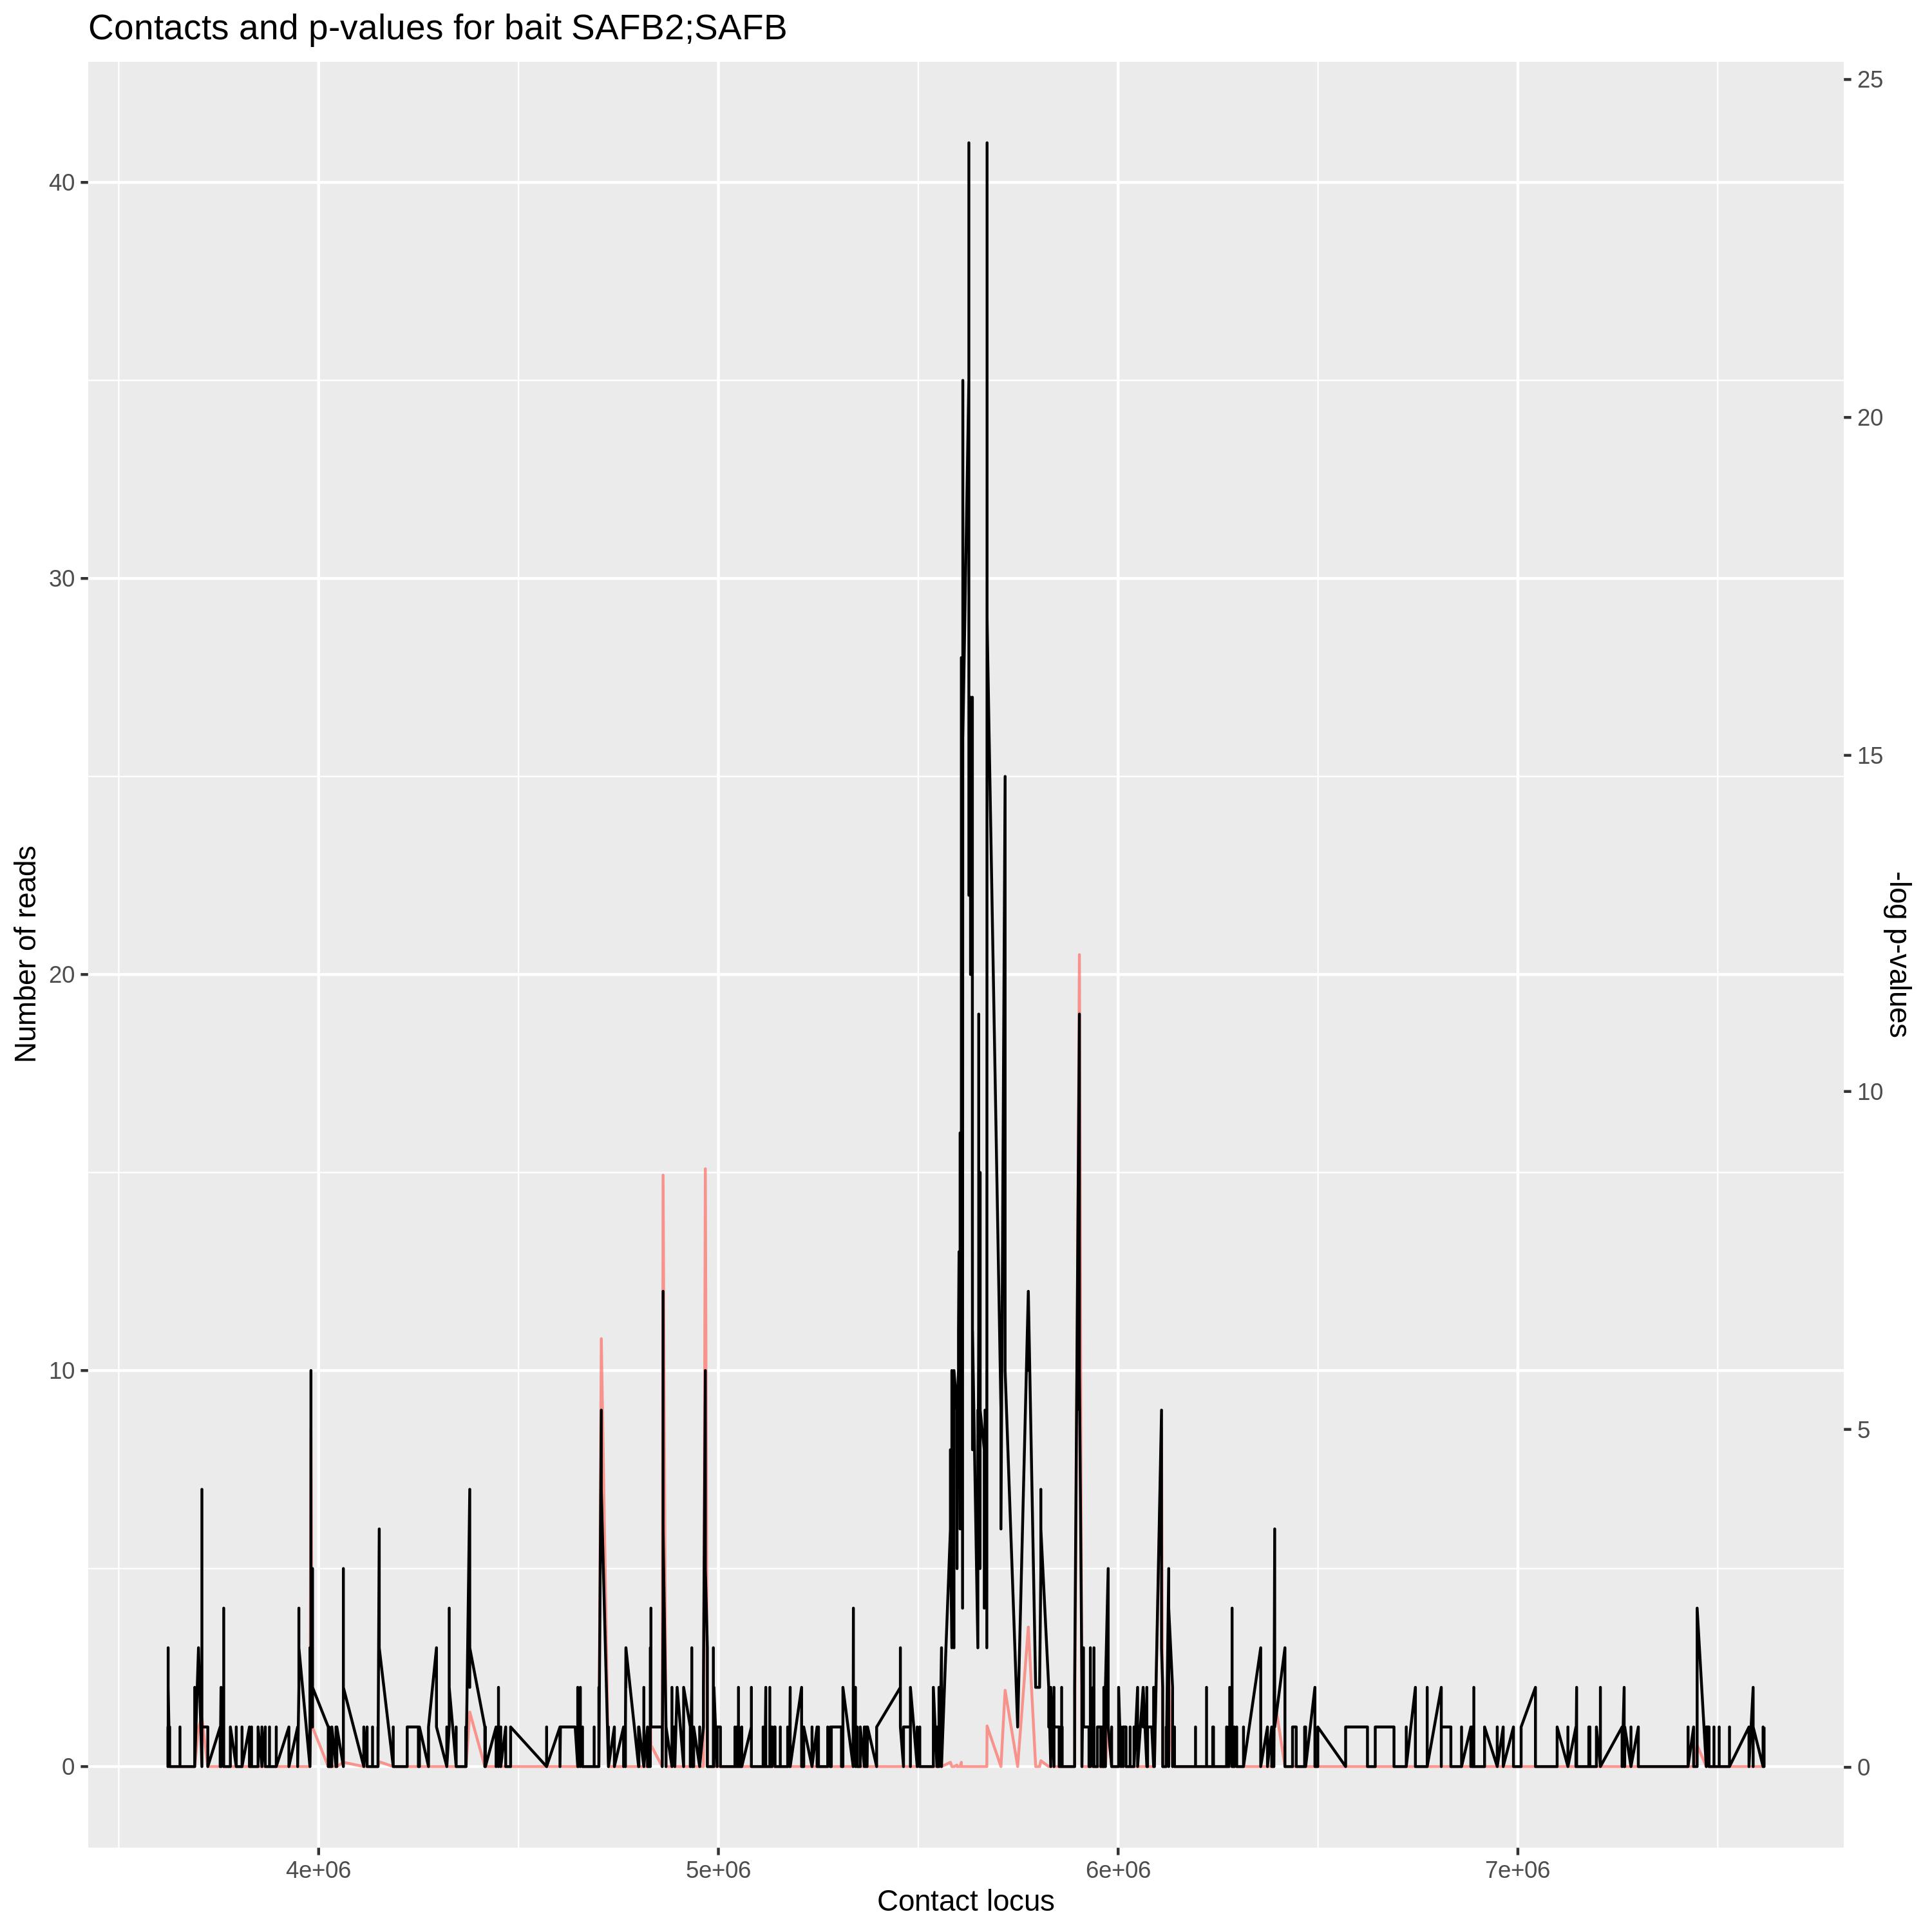 Contacts and p-values for bait SAFB2;SAFB
Number of reads
40
30
20
10
0
25
20
15
10
5
0
-log p-values
4e+06
5e+06
6e+06
7e+06
Contact locus